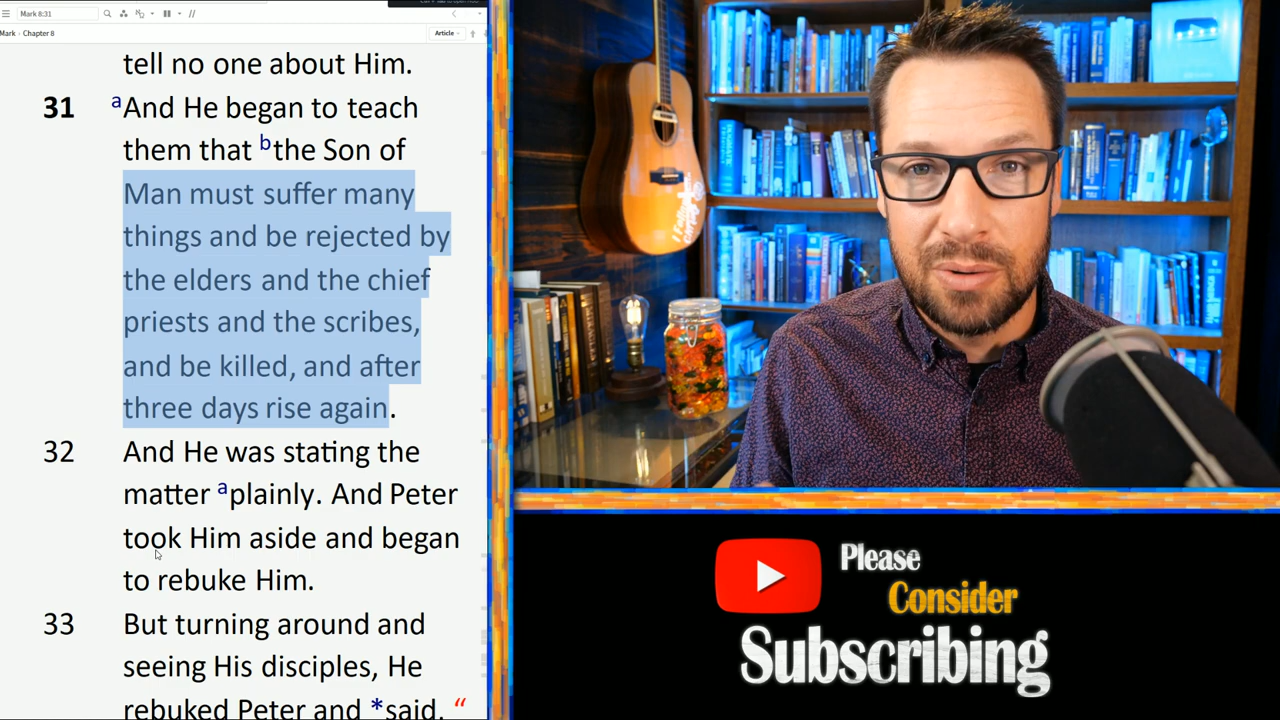 Mark 8:31
Mark › Chapter 8
Article
tell no one about Him.
31 aAnd He began to teach
them that bthe Son of
Man must suffer many
things and be rejected by
the elders and the chief
priests and the scribes,
and be killed, and after
three days rise again.
32 And He was stating the
matter aplainly. And Peter
took Him aside and began
to rebuke Him.
33 But turning around and
seeing His disciples, He
rebuked Peter and *said, “
Please
Consider
Subscribing